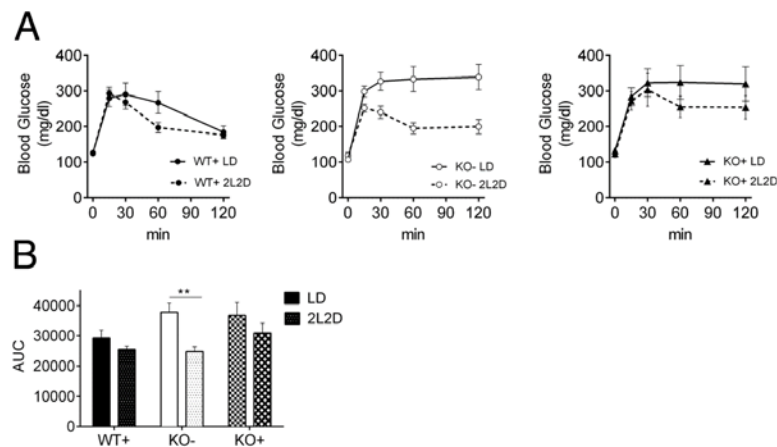 A
Blood Glucose
(mg/dl)
400
300
200
100
0
0 30 60 90 120
min
WT+ LD
WT+ 2L2D
Blood Glucose
(mg/dl)
400
300
200
100
0
0 30 60 90 120
min
KO- LD
KO- 2L2D
Blood Glucose
(mg/dl)
400
300
200
100
0
0 30 60 90 120
min
KO+ LD
KO+ 2L2D
B
AUC
40000
30000
20000
10000
0
**
LD
2L2D
WT+ KO- KO+